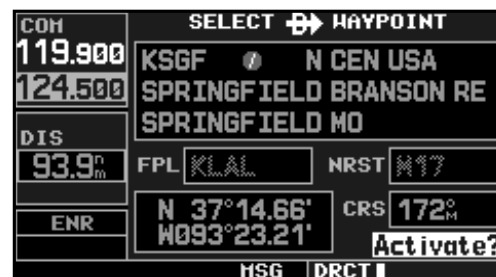 COM
119.900
124.500
DIS
93.9nm
ENR
SELECT D WAYPOINT
KSGF N CEN USA
SPRINGFIELD BRANSON RE
SPRINGFIELD MO
FPL KLAL NRST M17
N 37°14.66'
W093°23.21'
CRS 172°M
Activate?
MSG DRCT